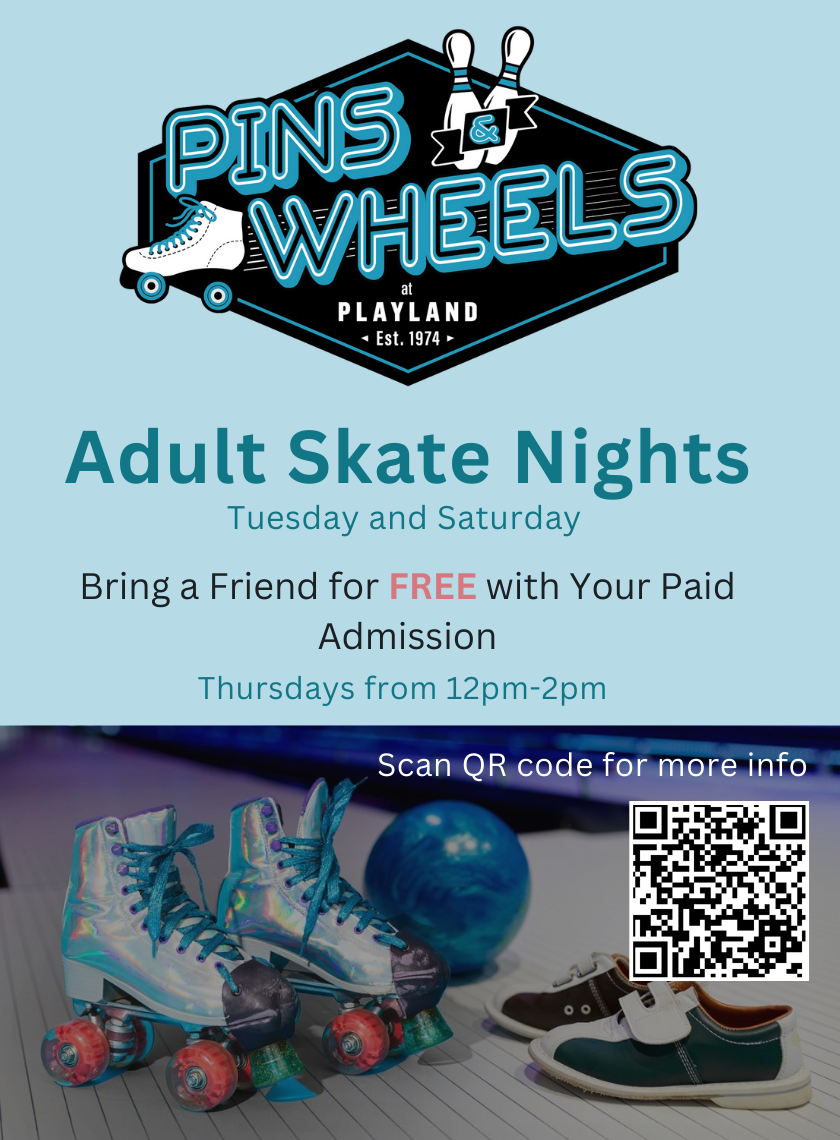 PINS
&
WHEELS
at
PLAYLAND
Est. 1974
Adult Skate Nights
Tuesday and Saturday
Bring a Friend for FREE with Your Paid
Admission
Thursdays from 12pm-2pm
Scan QR code for more info